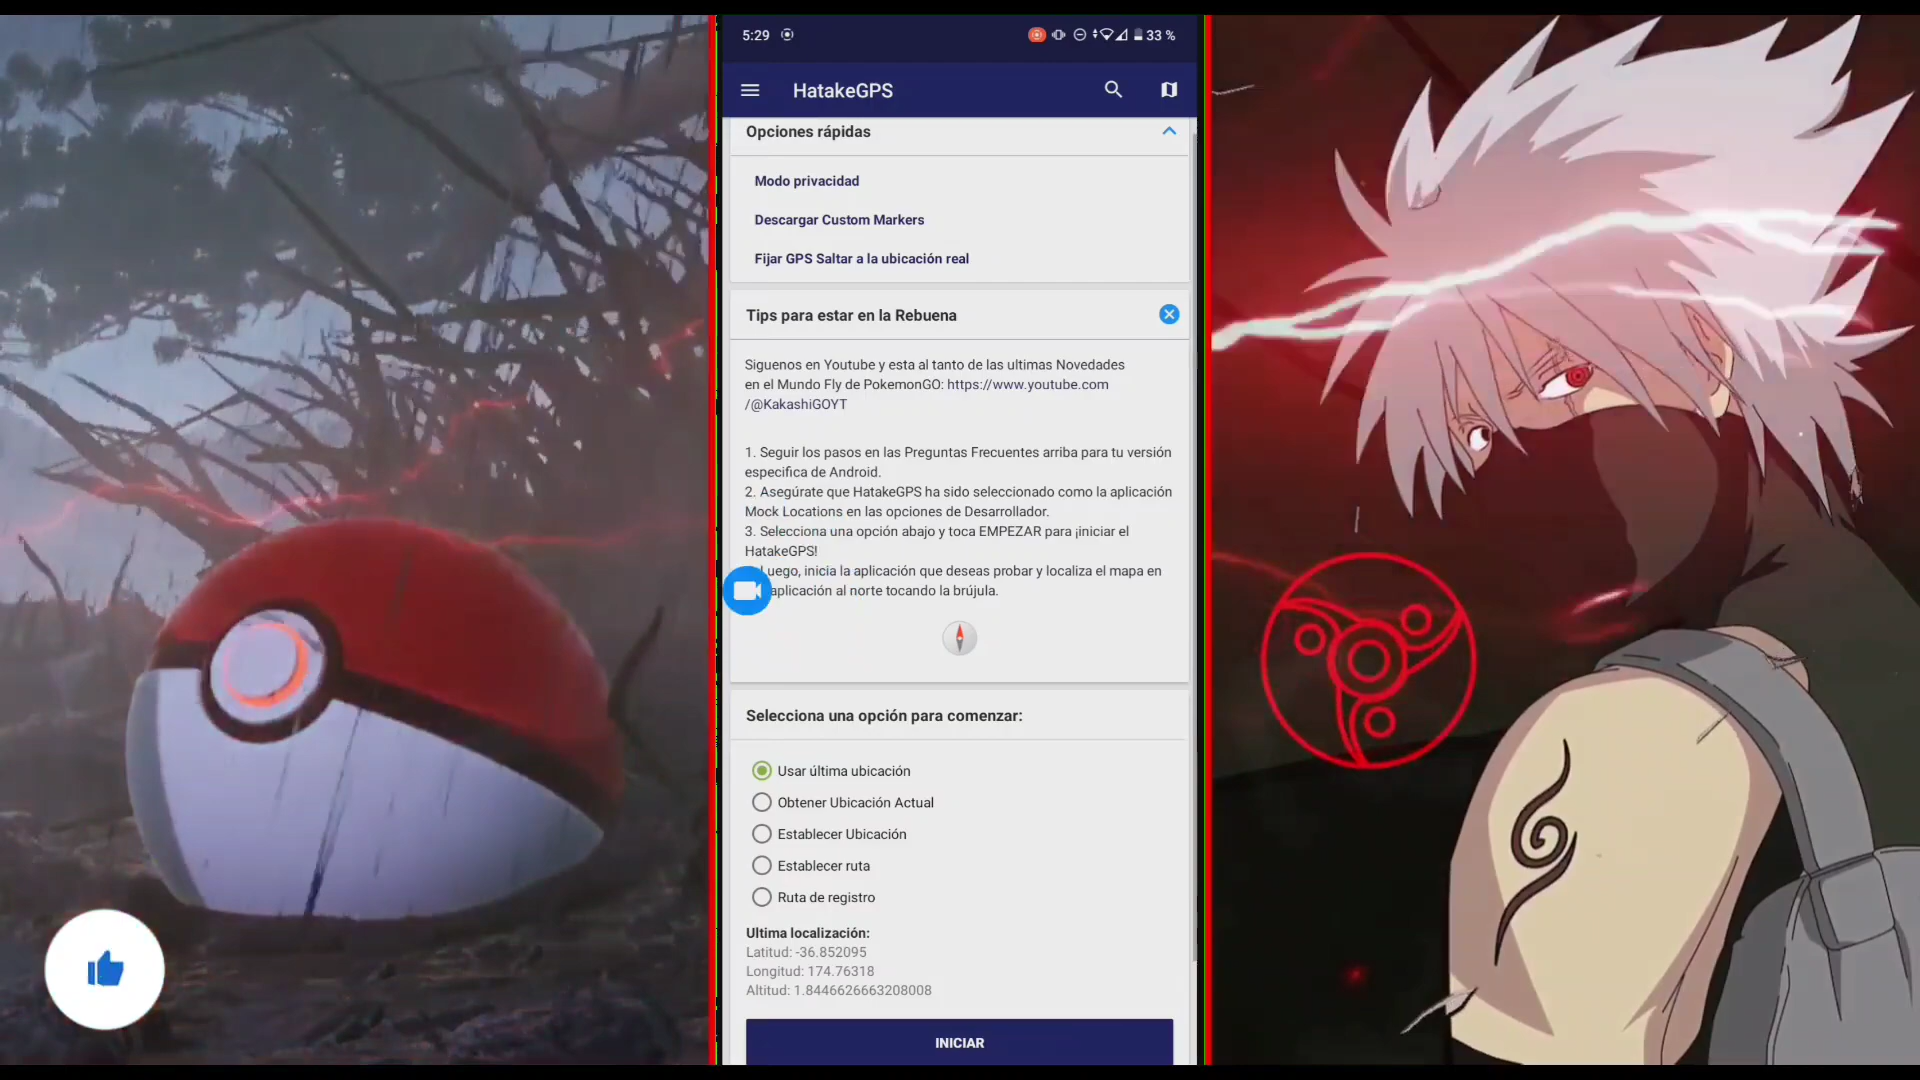 5:29
33 %
HatakeGPS
Opciones rápidas
Modo privacidad
Descargar Custom Markers
Fijar GPS Saltar a la ubicación real
Tips para estar en la Rebuena
Siguenos en Youtube y esta al tanto de las ultimas Novedades
en el Mundo Fly de PokemonGO: https://www.youtube.com
/@KakashiGOYT
1. Seguir los pasos en las Preguntas Frecuentes arriba para tu versión
especifica de Android.
2. Asegúrate que HatakeGPS ha sido seleccionado como la aplicación
Mock Locations en las opciones de Desarrollador.
3. Selecciona una opción abajo y toca EMPEZAR para ¡iniciar el
HatakeGPS!
Luego, inicia la aplicación que deseas probar y localiza el mapa en
aplicación al norte tocando la brújula.
Selecciona una opción para comenzar:
Usar última ubicación
Obtener Ubicación Actual
Establecer Ubicación
Establecer ruta
Ruta de registro
Ultima localización:
Latitud: -36.852095
Longitud: 174.76318
Altitud: 1.8446626663208008
INICIAR